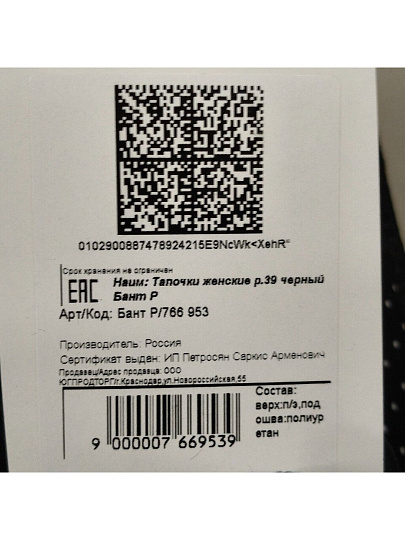 0102900887478924215E9NcWk<XehR"
Срок хранения не ограничен
EAC
Наим: Тапочки женские р.39 черный
Бант Р
Арт/Код: Бант Р/766 953
Производитель: Россия
Сертификат выдан: ИП Петросян Саркис Арменович
Продавец/Адрес продавца: ООО
ЮГПРОДТОРГ/г.Краснодар,ул.Новороссийская,55
Состав:
верх:п/э,под
ошва:полиур
етан
9 000007 669539